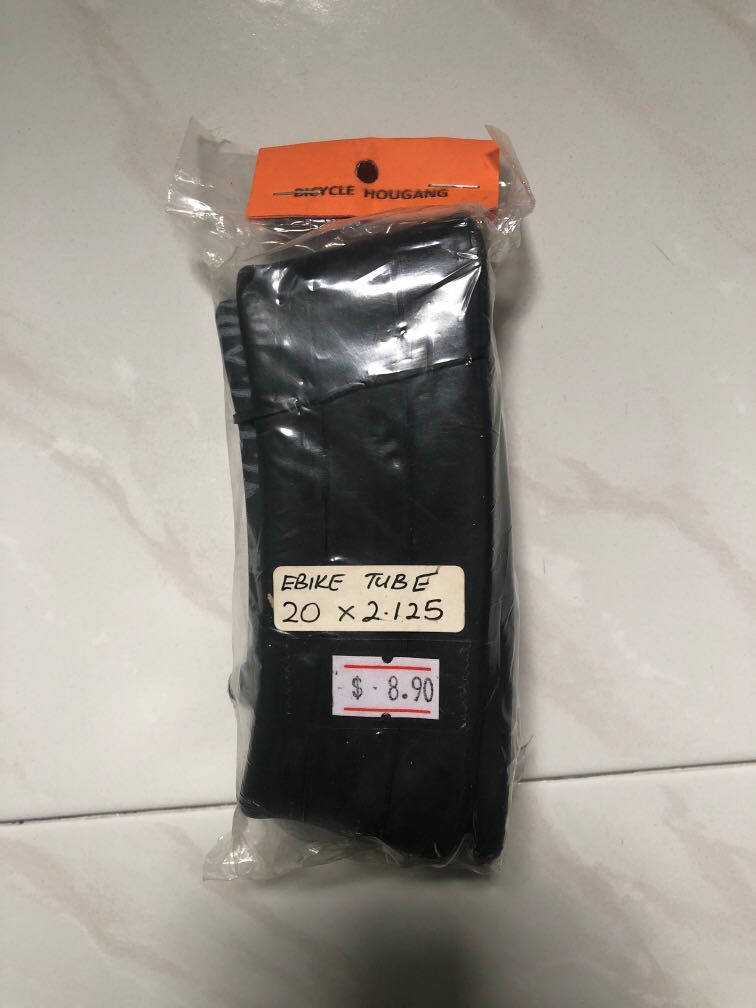 BICYCLE HOUGANG
EBIKE TUBE
20 x 2.125
$ 8.90